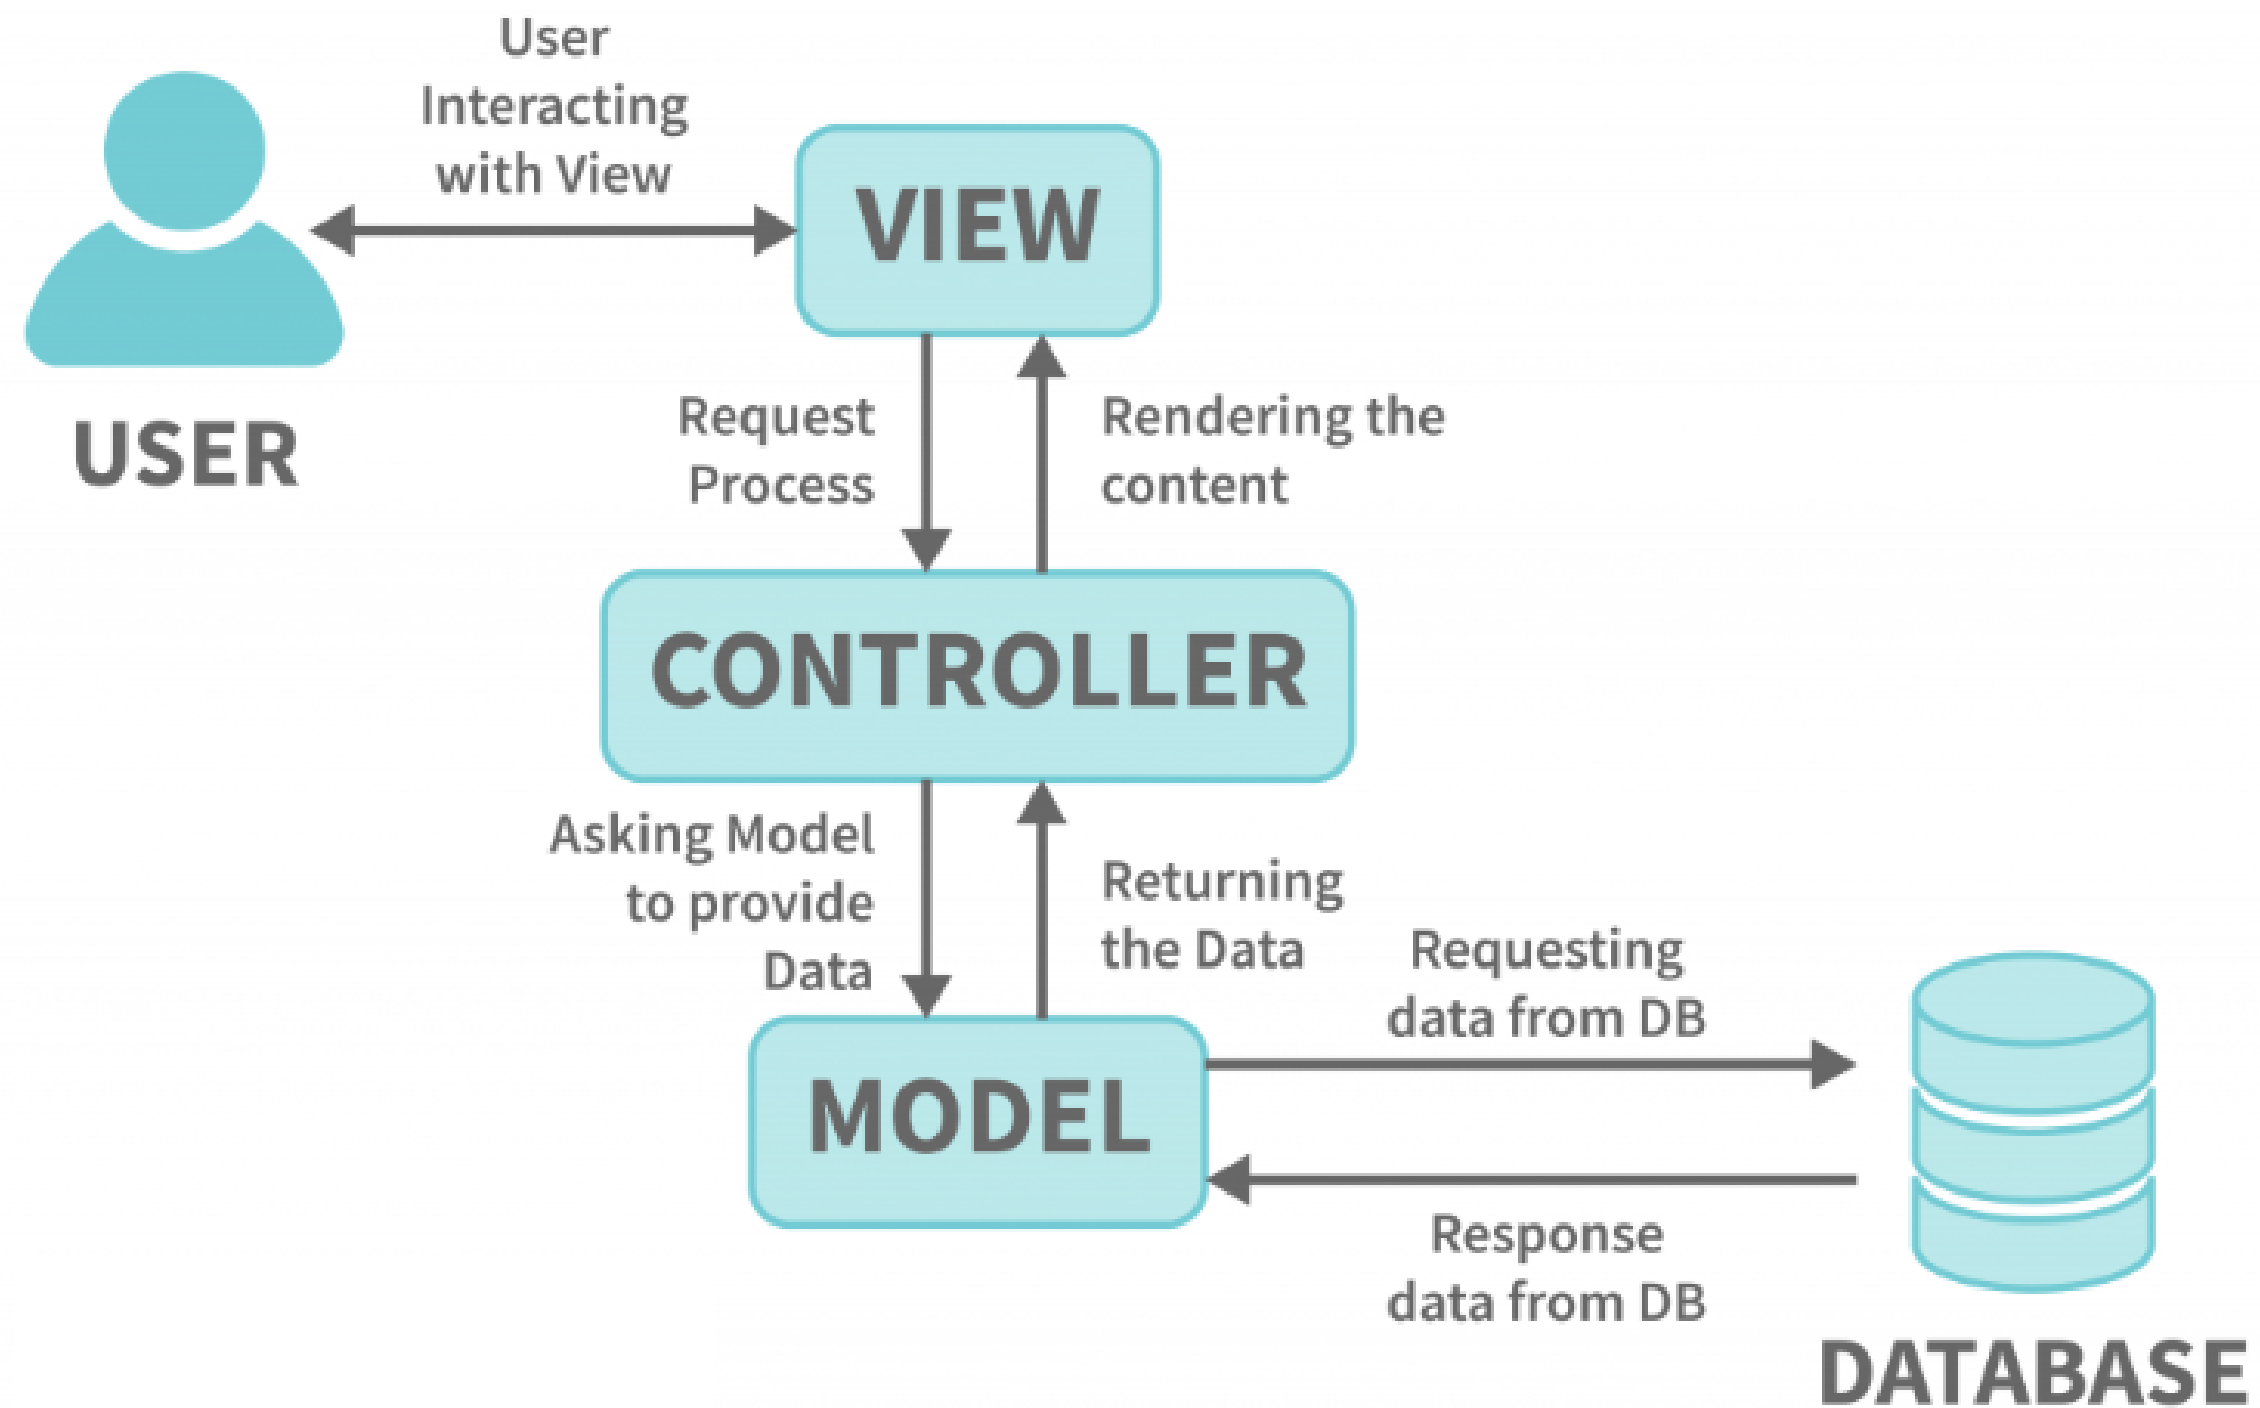 User
Interacting
with View
VIEW
USER
Request
Process
Rendering the
content
CONTROLLER
Asking Model
to provide
Data
Returning
the Data
Requesting
data from DB
MODEL
Response
data from DB
DATABASE